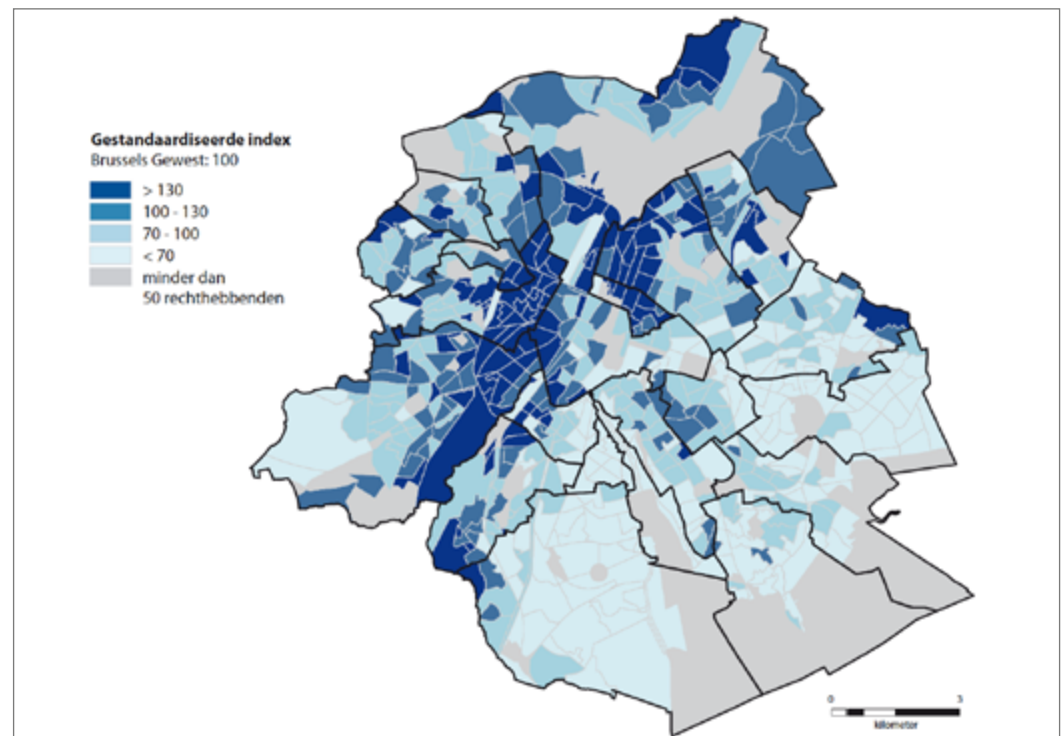 Gestandaardiseerde index
Brussels Gewest: 100
> 130
100 - 130
70 - 100
< 70
minder dan
50 rechthebbenden
0 3
kilometer